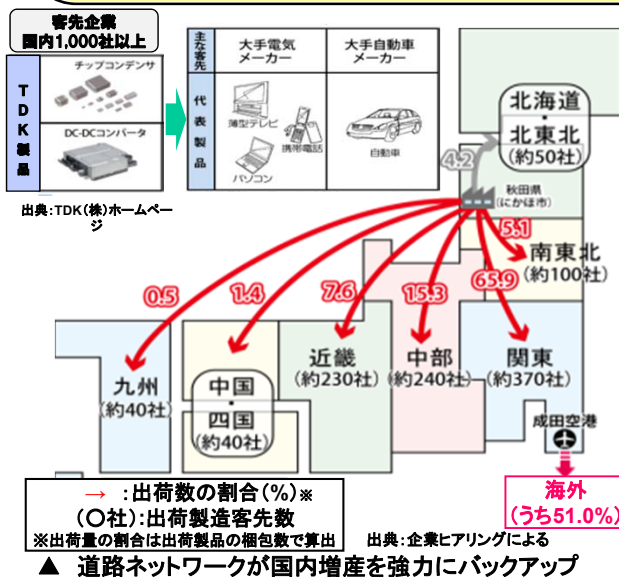 客先企業
国内1,000社以上
TDK製品
チップコンデンサ
DC-DCコンバータ
出典:TDK(株)ホームペー
ジ
主な客先
大手電気
メーカー
大手自動車
メーカー
代表製品
薄型テレビ
携帯電話
パソコン
自動車
北海道
・
北東北
(約50社)
4.2
秋田県
(にかほ市)
5.1
南東北
(約100社)
0.5
1.4
7.6
15.3
65.9
九州
(約40社)
中国
・
四国
(約40社)
近畿
(約230社)
中部
(約240社)
関東
(約370社)
成田空港
海外
(うち51.0%)
→ :出荷数の割合(%)※
(〇社):出荷製造客先数
※出荷量の割合は出荷製品の梱包数で算出
出典:企業ヒアリングによる
▲ 道路ネットワークが国内増産を強力にバックアップ